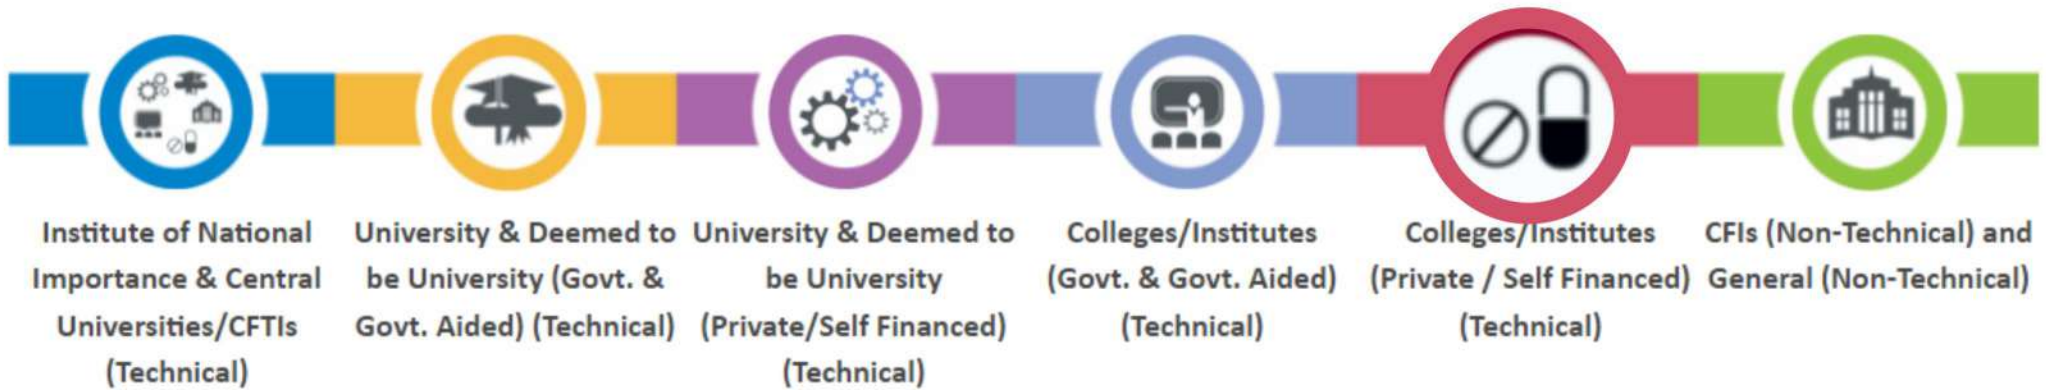 Institute of National
Importance & Central
Universities/CFTIs
(Technical)
University & Deemed to
be University (Govt. &
Govt. Aided) (Technical)
University & Deemed to
be University
(Private/Self Financed)
(Technical)
Colleges/Institutes
(Govt. & Govt. Aided)
(Technical)
Colleges/Institutes
(Private / Self Financed)
(Technical)
CFIs (Non-Technical) and
General (Non-Technical)